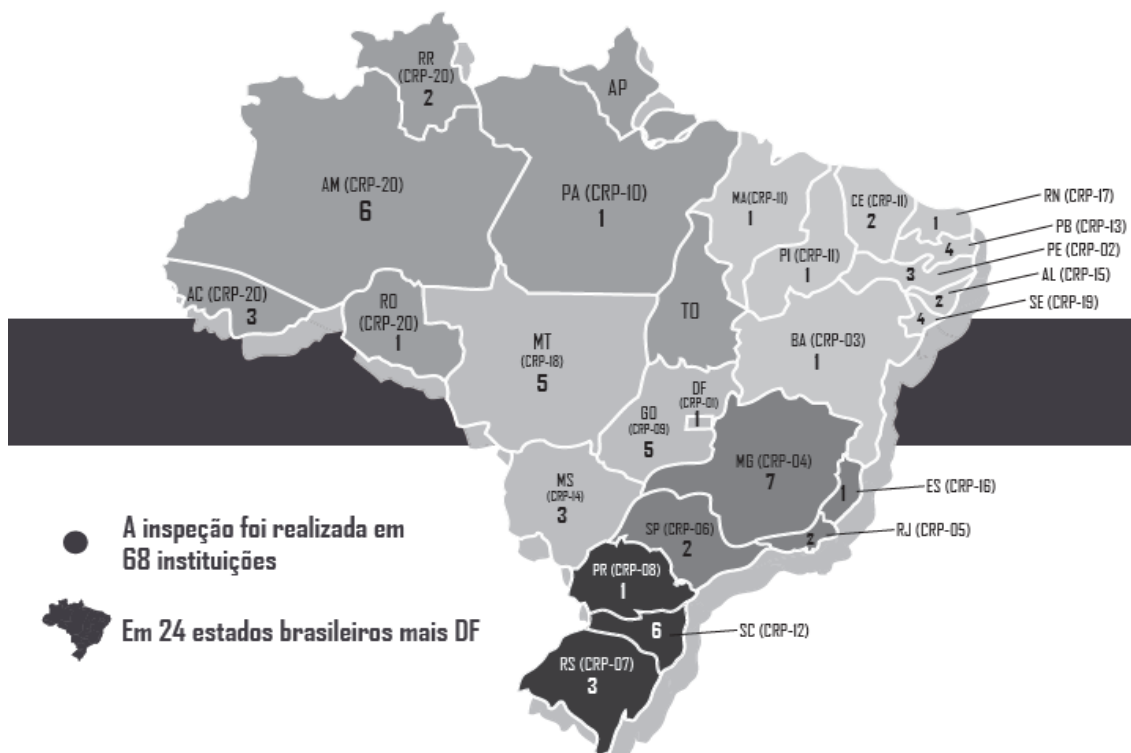 RR
(CRP-20)
2
AP
AM (CRP-20)
6
PA (CRP-10)
1
MA(CRP-11)
1
CE (CRP-11)
2
RN (CRP-17)
1
PB (CRP-13)
4
PE (CRP-02)
3
AL (CRP-15)
2
SE (CRP-19)
4
PI (CRP-11)
1
AC (CRP-20)
3
RO
(CRP-20)
1
MT
(CRP-18)
5
TO
BA (CRP-03)
1
DF
(CRP-01)
1
GO
(CRP-09)
5
MG (CRP-04)
7
ES (CRP-16)
1
MS
(CRP-14)
3
SP (CRP-06)
2
RJ (CRP-05)
2
PR (CRP-08)
1
SC (CRP-12)
6
RS (CRP-07)
3
A inspeção foi realizada em
68 instituições
Em 24 estados brasileiros mais DF